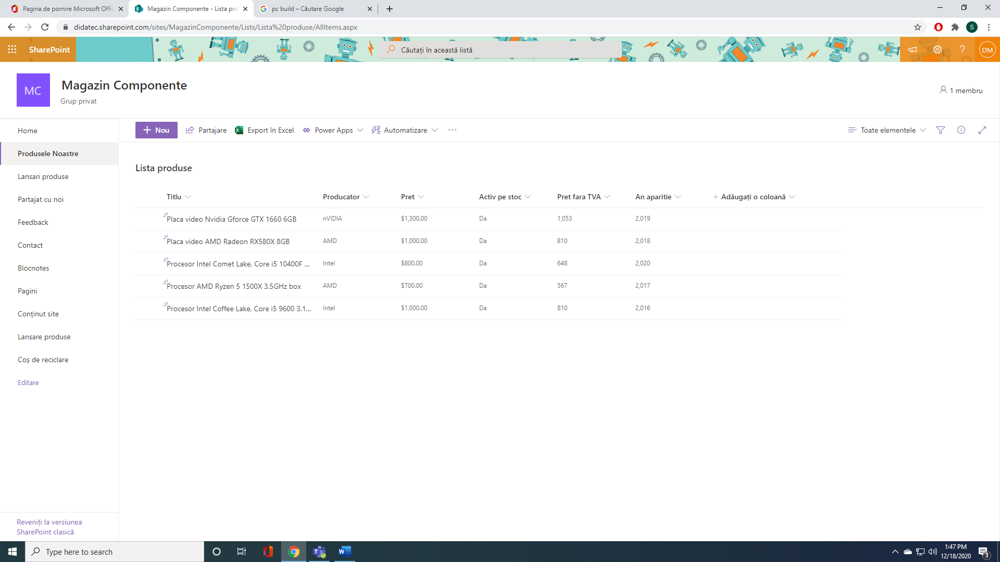 Pagina de pornire Microsoft Offic
Magazin Componente - Lista pro
pc build – Căutare Google
didatec.sharepoint.com/sites/MagazinComponente/Lists/Lista%20produse/AllItems.aspx
S
SharePoint
Căutați în această listă
DM
MC
Magazin Componente
Grup privat
1 membru
Home
Produsele Noastre
Lansari produse
Partajat cu noi
Feedback
Contact
Blocnotes
Pagini
Conținut site
Lansare produse
Coș de reciclare
Editare
Reveniți la versiunea
SharePoint clasică
Nou Partajare Export în Excel Power Apps Automatizare ... Toate elementele
Lista produse
Titlu Producator Pret Activ pe stoc Pret fara TVA An aparitie + Adăugați o coloană
Placa video Nvidia Gforce GTX 1660 6GB nVIDIA $1,300.00 Da 1,053 2,019
Placa video AMD Radeon RX580X 8GB AMD $1,000.00 Da 810 2,018
Procesor Intel Comet Lake, Core i5 10400F ... Intel $800.00 Da 648 2,020
Procesor AMD Ryzen 5 1500X 3.5GHz box AMD $700.00 Da 567 2,017
Procesor Intel Coffee Lake, Core i5 9600 3.1... Intel $1,000.00 Da 810 2,016
Type here to search
1:47 PM
12/18/2020
3